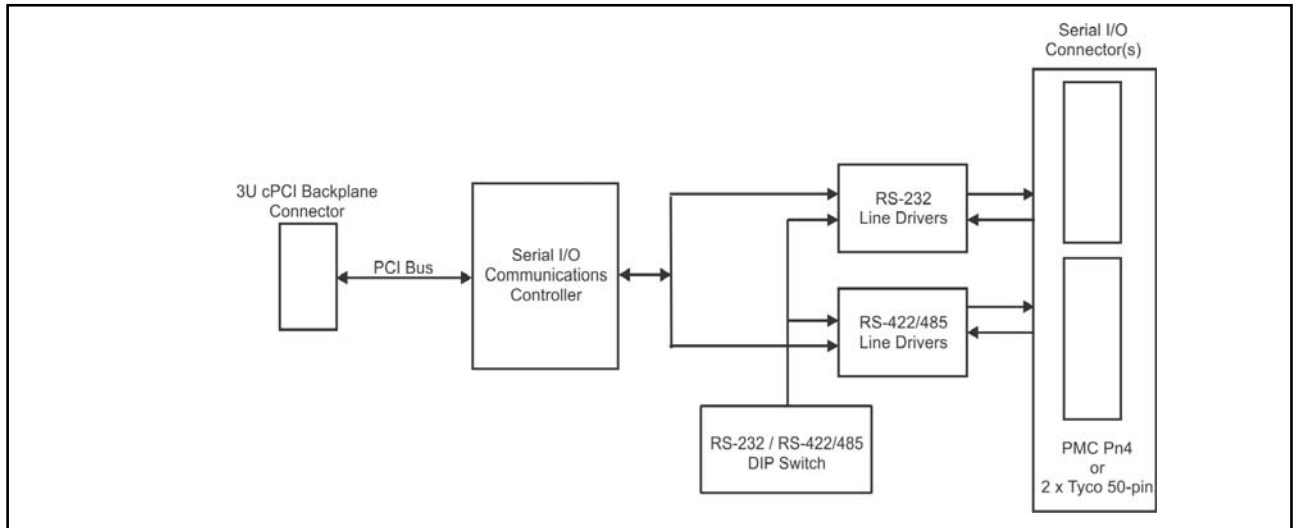 Serial I/O
Connector(s)
3U cPCI Backplane
Connector
PCI Bus
Serial I/O
Communications
Controller
RS-232
Line Drivers
RS-422/485
Line Drivers
RS-232 / RS-422/485
DIP Switch
PMC Pn4
or
2 x Tyco 50-pin